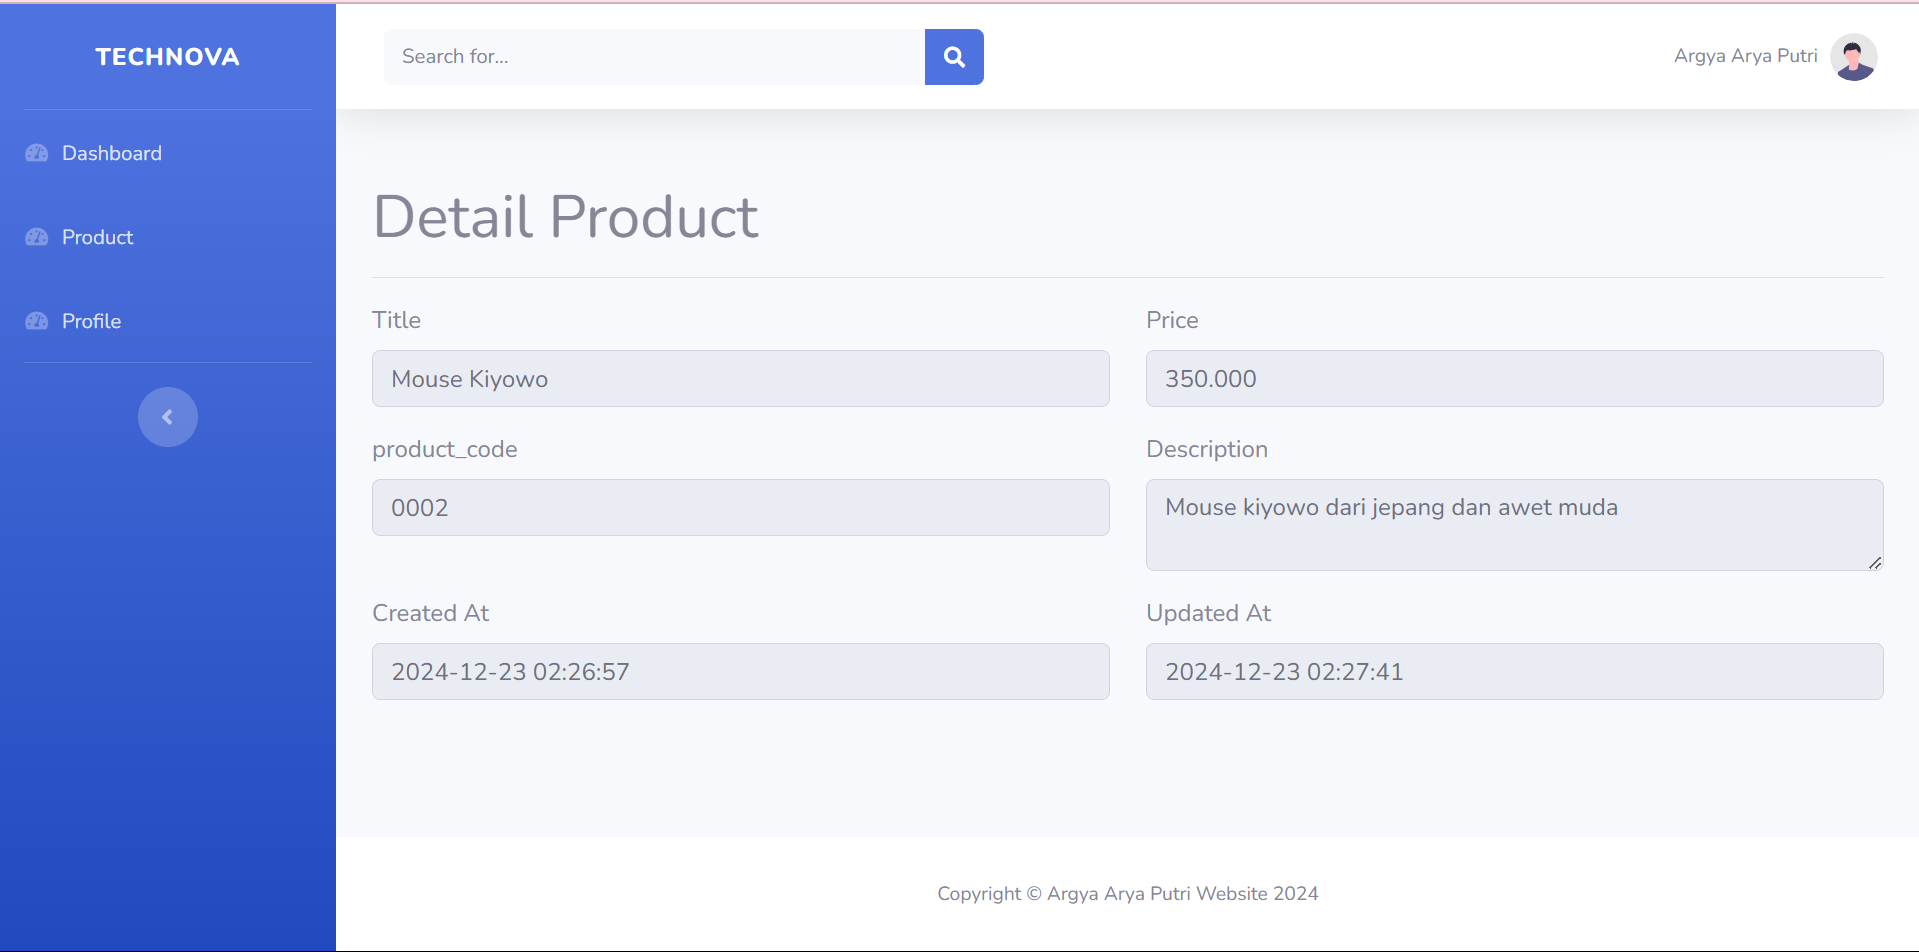 TECHNOVA
Search for...
Argya Arya Putri
Dashboard
Product
Profile
Detail Product
Title
Price
Mouse Kiyowo
350.000
product_code
Description
0002
Mouse kiyowo dari jepang dan awet muda
Created At
Updated At
2024-12-23 02:26:57
2024-12-23 02:27:41
Copyright © Argya Arya Putri Website 2024